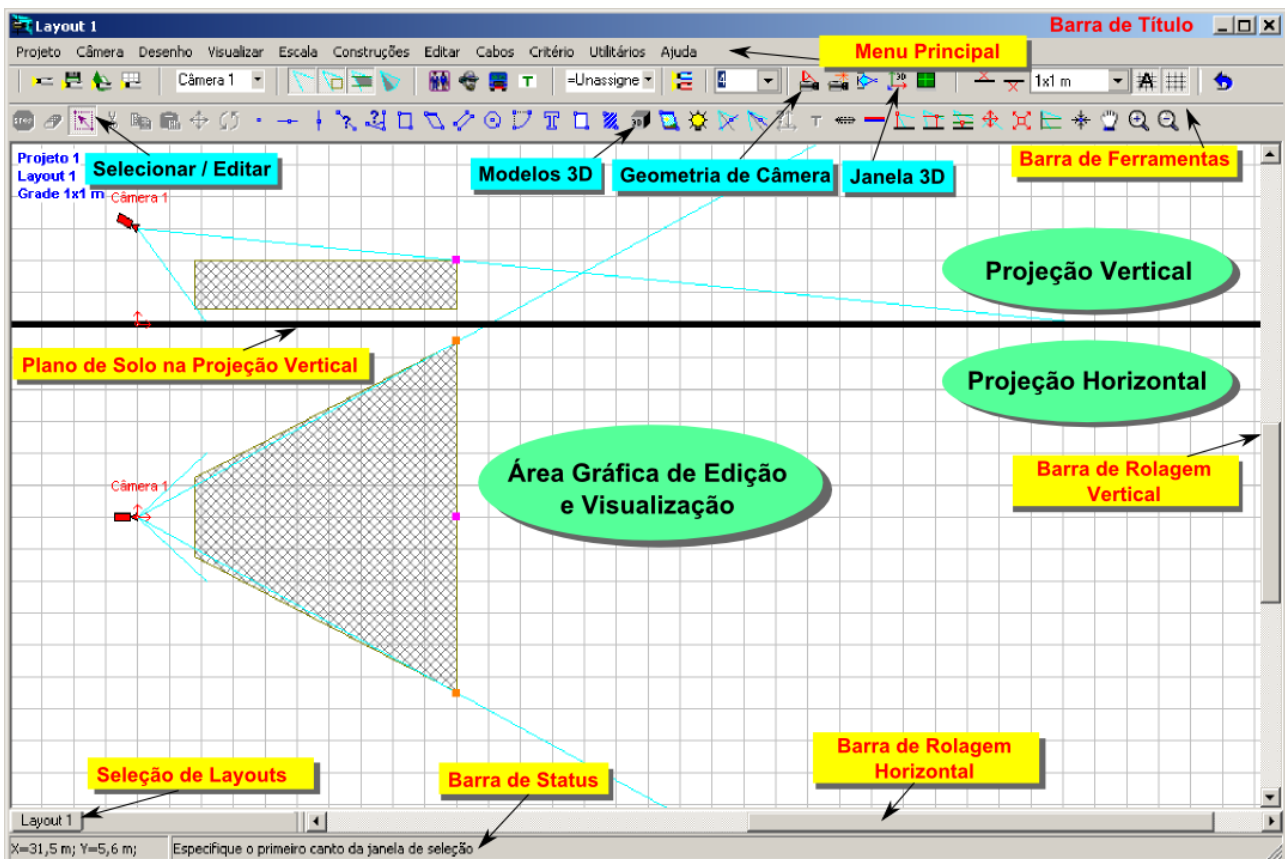 Layout 1
Barra de Título
Projeto Câmera Desenho Visualizar Escala Construções Editar Cabos Critério Utilitários Ajuda
Menu Principal
Câmera 1
=Unassigne
4
1x1 m
Projeto 1
Layout 1
Grade 1x1 m
Selecionar / Editar
Modelos 3D
Geometria de Câmera
Janela 3D
Barra de Ferramentas
Câmera 1
Projeção Vertical
Plano de Solo na Projeção Vertical
Projeção Horizontal
Área Gráfica de Edição
e Visualização
Barra de Rolagem
Vertical
Câmera 1
Barra de Rolagem
Horizontal
Seleção de Layouts
Barra de Status
Layout 1
X=31,5 m; Y=5,6 m;
Especifique o primeiro canto da janela de seleção